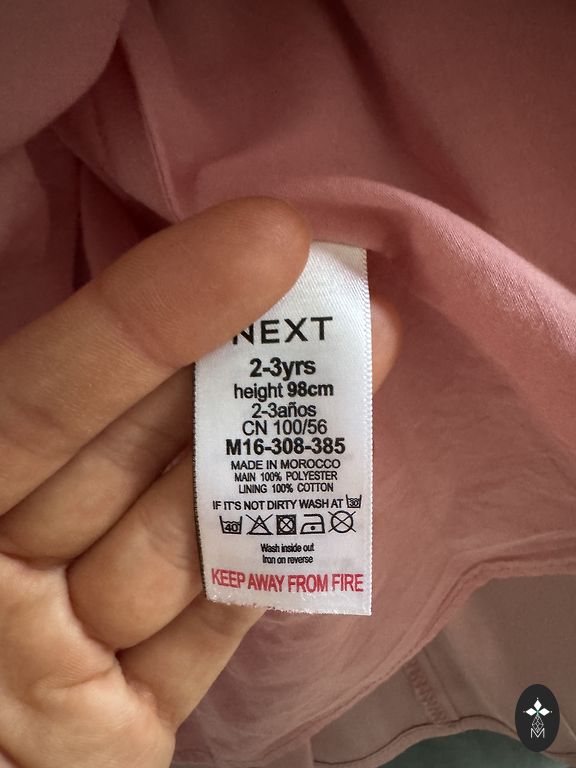 NEXT
2-3yrs
height 98cm
2-3años
CN 100/56
M16-308-385
MADE IN MOROCCO
MAIN 100% POLYESTER
LINING 100% COTTON
IF IT'S NOT DIRTY WASH AT 30°
40°
Wash inside out
Iron on reverse
KEEP AWAY FROM FIRE
M